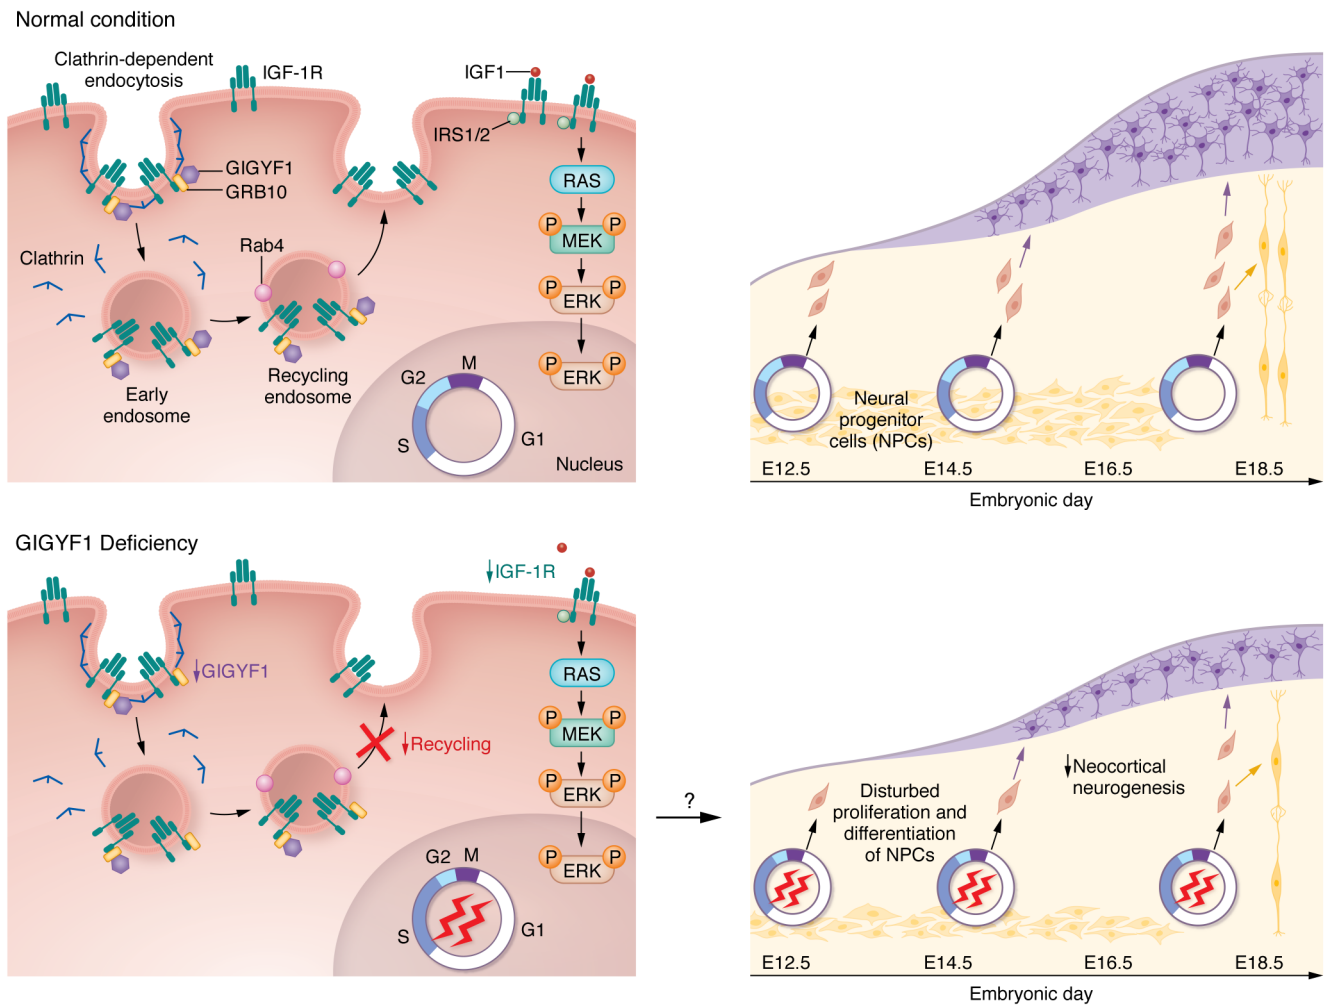 Normal condition
Clathrin-dependent
endocytosis
IGF-1R
IGF1
IRS1/2
GIGYF1
GRB10
RAS
P
P
MEK
Clathrin
Rab4
P
P
ERK
P
P
ERK
Early
endosome
Recycling
endosome
G2
M
S
G1
Nucleus
Neural
progenitor
cells (NPCs)
E12.5
E14.5
E16.5
E18.5
Embryonic day
GIGYF1 Deficiency
↓IGF-1R
↓GIGYF1
RAS
P
P
MEK
↓Recycling
P
P
ERK
P
P
ERK
G2
M
S
G1
?
↓Neocortical
neurogenesis
Disturbed
proliferation and
differentiation
of NPCs
E12.5
E14.5
E16.5
E18.5
Embryonic day